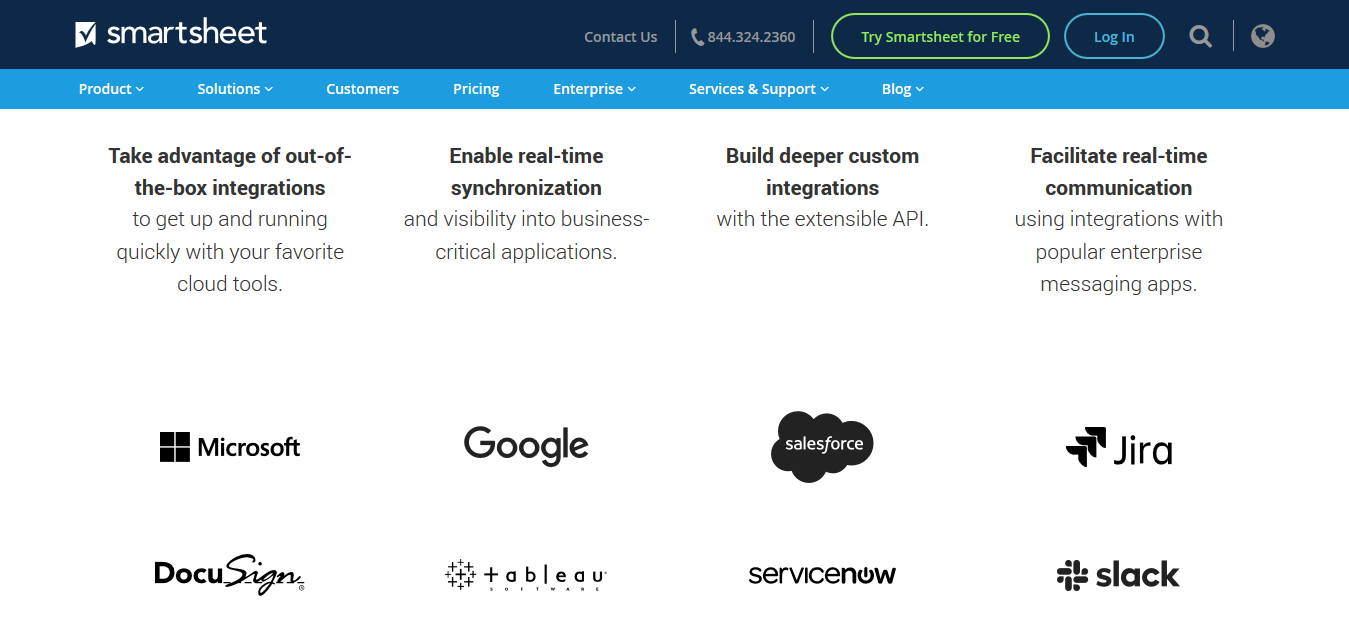 smartsheet
Contact Us
844.324.2360
Try Smartsheet for Free
Log In
Product
Solutions
Customers
Pricing
Enterprise
Services & Support
Blog
Take advantage of out-of-
the-box integrations
to get up and running
quickly with your favorite
cloud tools.
Enable real-time
synchronization
and visibility into business-
critical applications.
Build deeper custom
integrations
with the extensible API.
Facilitate real-time
communication
using integrations with
popular enterprise
messaging apps.
Microsoft
Google
salesforce
Jira
DocuSign®
tableau
SOFTWARE
servicenow
slack